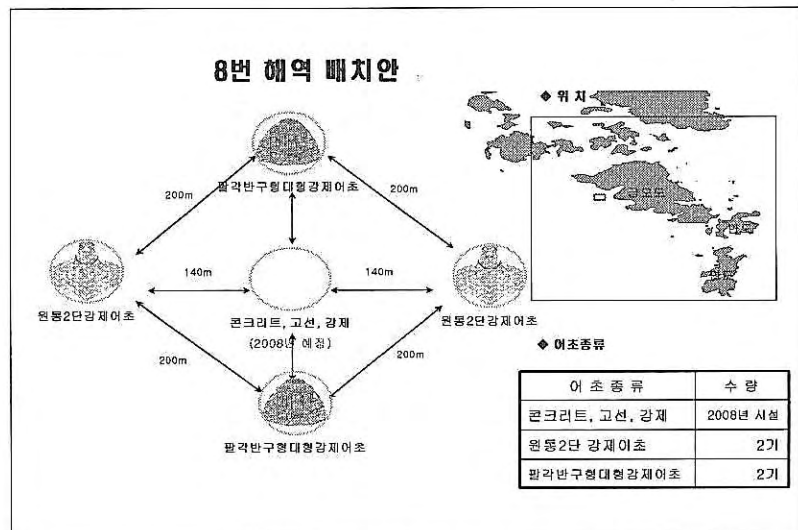 8번 해역 배치안
◆ 위 치
팔각반구형대형강제어초
200m
200m
금오도
원통2단강제어초
140m
140m
원통2단강제어초
콘크리트, 고선, 강제
(2008년 예정)
200m
200m
팔각반구형대형강제어초
◆ 어초종류
어 초 종 류
수 량
콘크리트, 고선, 강제
2008년 시설
원통2단 강제어초
2기
팔각반구형대형강제어초
2기